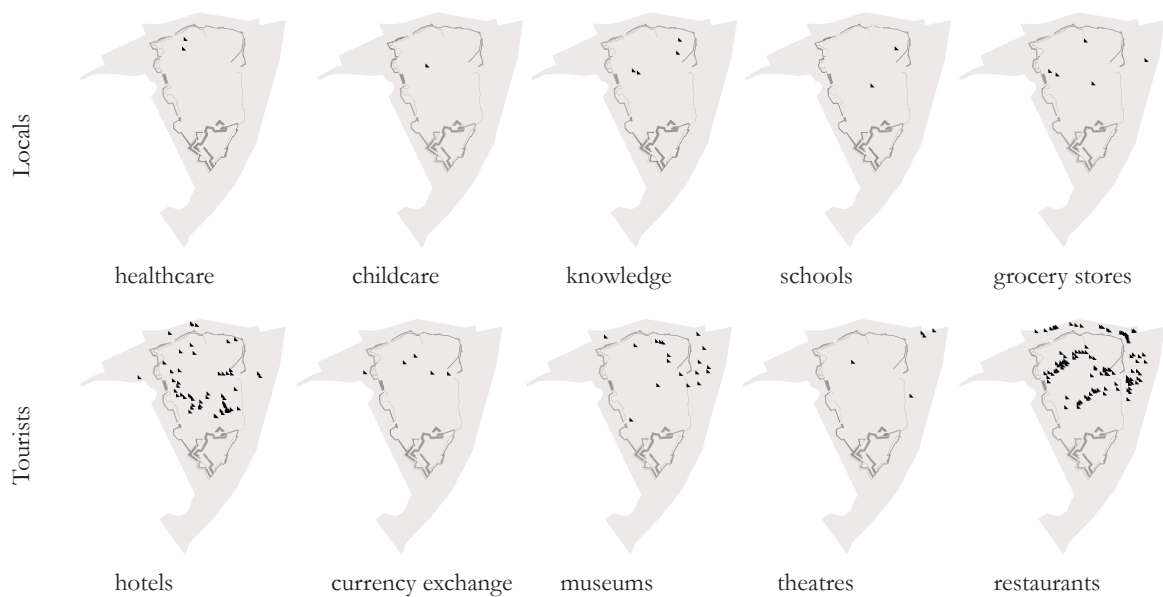 Locals
healthcare
childcare
knowledge
schools
grocery stores
Tourists
hotels
currency exchange
museums
theatres
restaurants